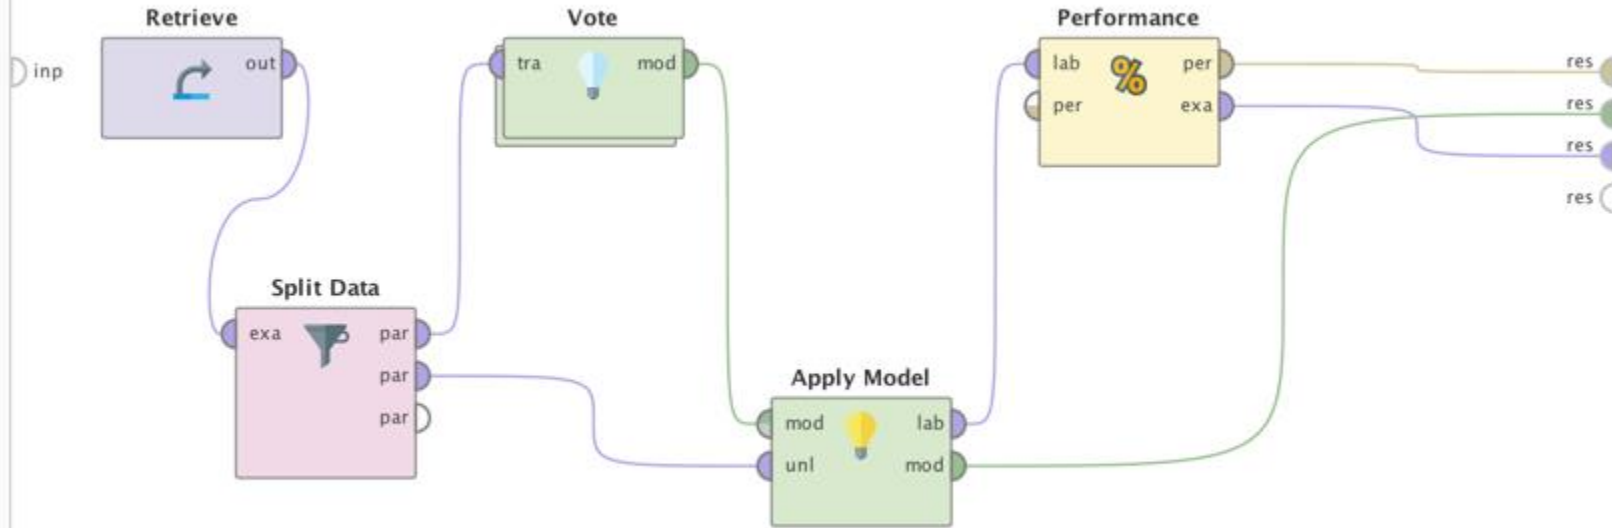 Retrieve
Vote
Performance
inp
out
tra
mod
lab
per
res
per
exa
res
res
res
Split Data
exa
par
par
par
Apply Model
mod
lab
unl
mod